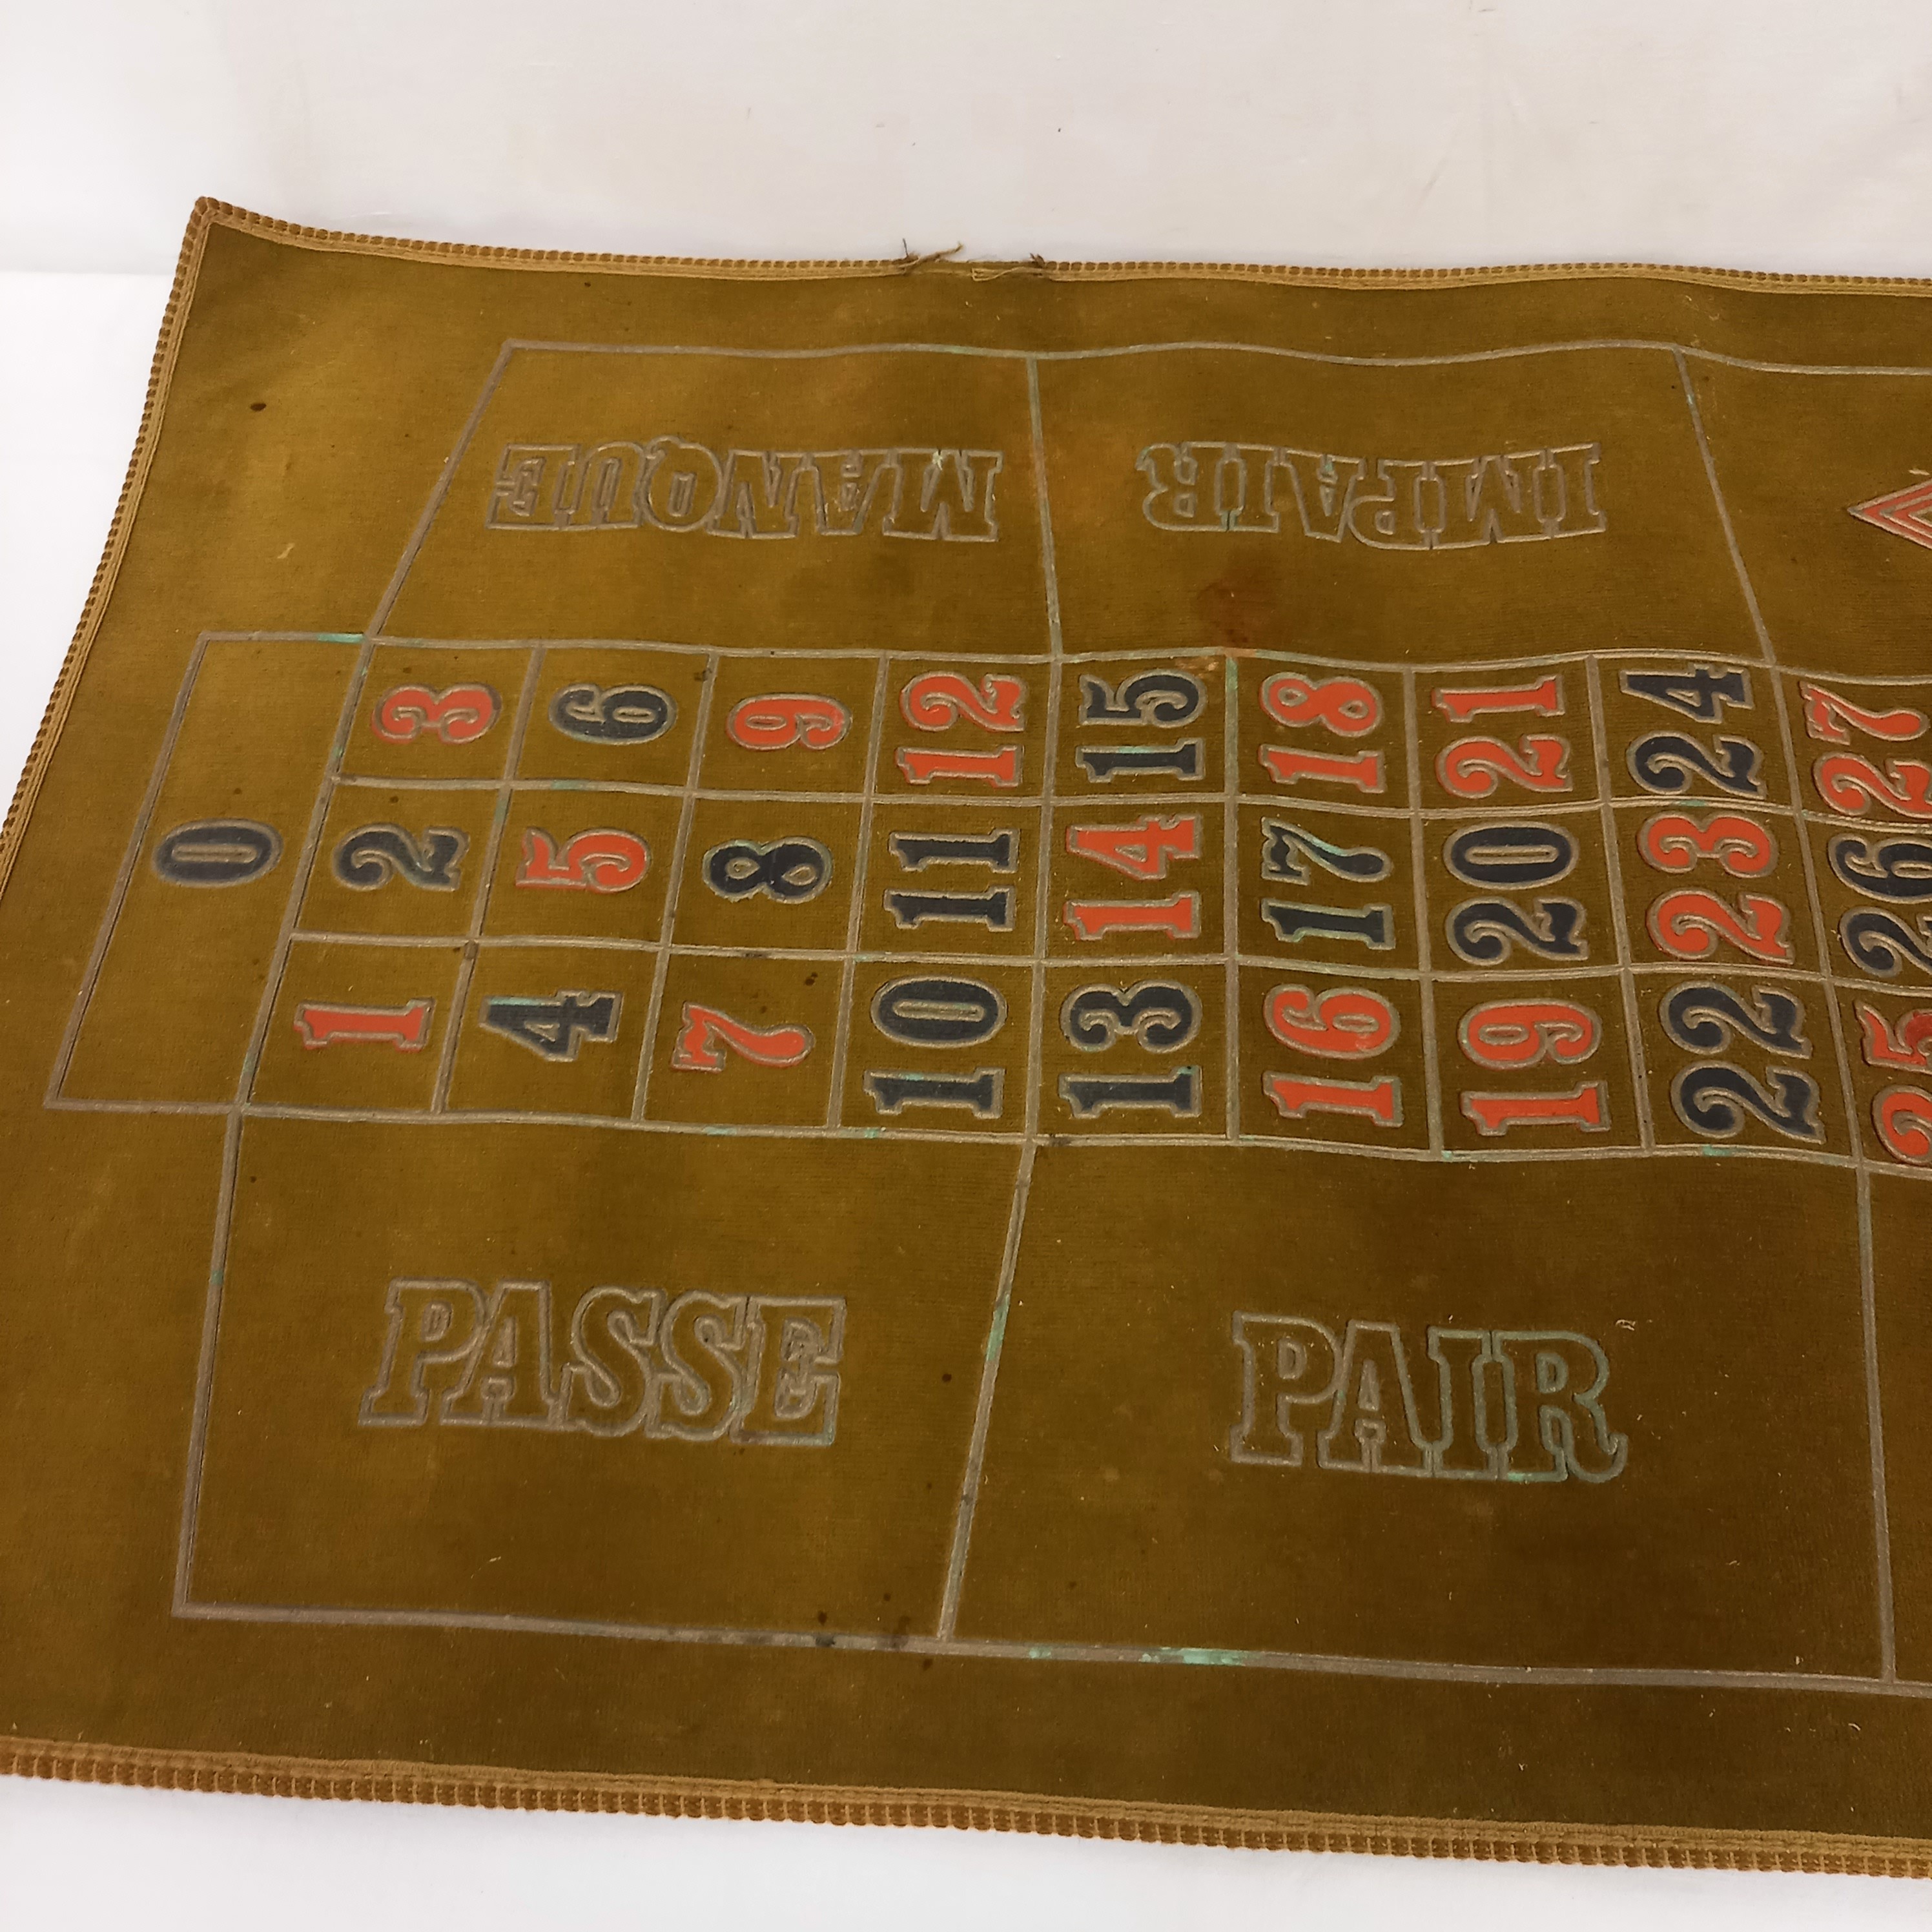 MANQUE IMPAIR
0
3 6 9 12 15 18 21 24 27
2 5 8 11 14 17 20 23 26
1 4 7 10 13 16 19 22 25
PASSE PAIR